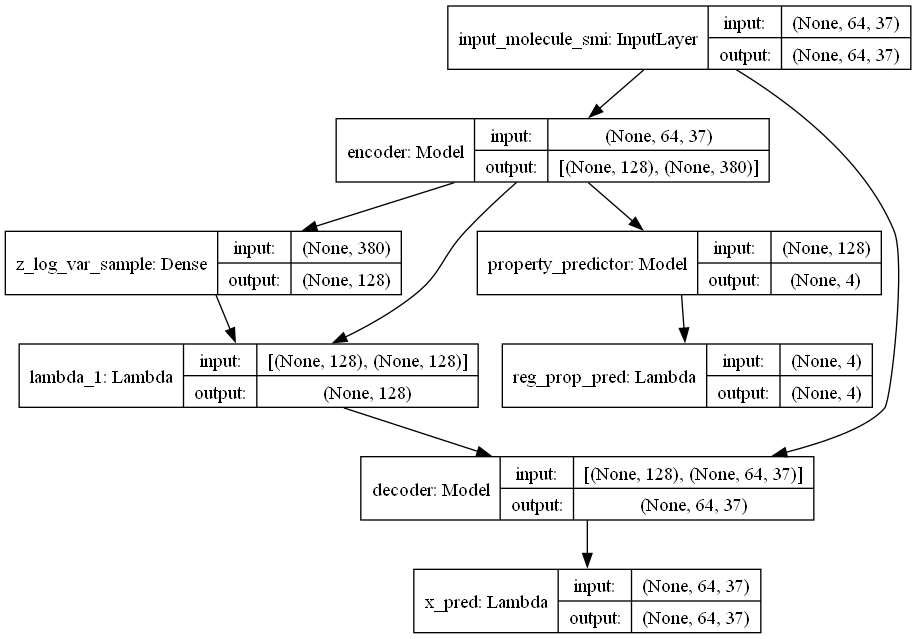 input_molecule_smi: InputLayer
input: (None, 64, 37)
output: (None, 64, 37)
encoder: Model
input: (None, 64, 37)
output: [(None, 128), (None, 380)]
z_log_var_sample: Dense
input: (None, 380)
output: (None, 128)
property_predictor: Model
input: (None, 128)
output: (None, 4)
lambda_1: Lambda
input: [(None, 128), (None, 128)]
output: (None, 128)
reg_prop_pred: Lambda
input: (None, 4)
output: (None, 4)
decoder: Model
input: [(None, 128), (None, 64, 37)]
output: (None, 64, 37)
x_pred: Lambda
input: (None, 64, 37)
output: (None, 64, 37)